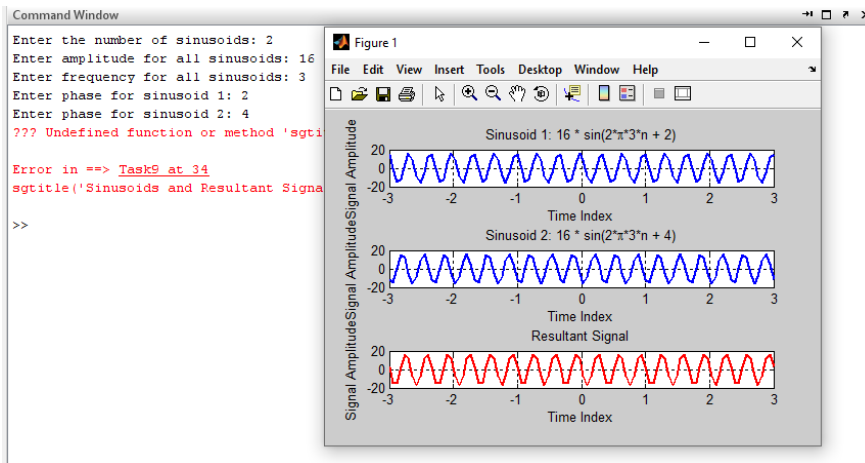 Command Window
Enter the number of sinusoids: 2
Enter amplitude for all sinusoids: 16
Enter frequency for all sinusoids: 3
Enter phase for sinusoid 1: 2
Enter phase for sinusoid 2: 4
??? Undefined function or method 'sgti
Error in ==> Task9 at 34
sgtitle('Sinusoids and Resultant Signa
>>
Figure 1
File Edit View Insert Tools Desktop Window Help
Sinusoid 1: 16 * sin(2*π*3*n + 2)
Signal Amplitude
20
0
-20
-3 -2 -1 0 1 2 3
Time Index
Sinusoid 2: 16 * sin(2*π*3*n + 4)
Signal Amplitude
20
0
-20
-3 -2 -1 0 1 2 3
Time Index
Resultant Signal
Signal Amplitude
20
0
-20
-3 -2 -1 0 1 2 3
Time Index